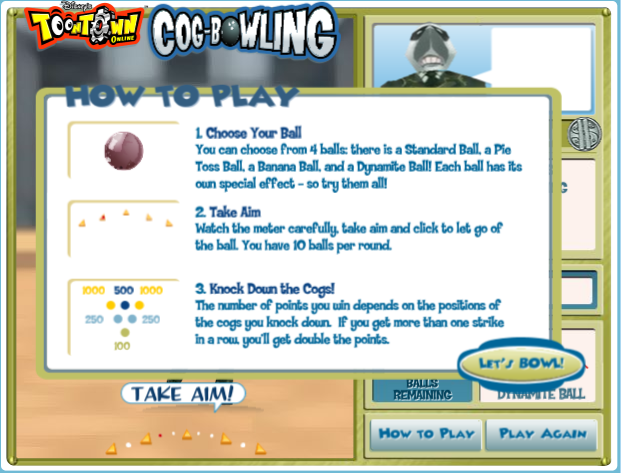 Disney's
TOONTOWN
ONLINE
COG-BOWLING
HOW TO PLAY
1. Choose Your Ball
You can choose from 4 balls: there is a Standard Ball, a Pie
Toss Ball, a Banana Ball, and a Dynamite Ball! Each ball has its
own special effect - so try them all!
2. Take Aim
Watch the meter carefully, take aim and click to let go of
the ball. You have 10 balls per round.
1000 500 1000
250 250
100
3. Knock Down the Cogs!
The number of points you win depends on the positions of
the cogs you knock down. If you get more than one strike
in a row, you'll get double the points.
LET'S BOWL!
TAKE AIM!
BALLS
REMAINING
DYNAMITE BALL
HOW TO PLAY
PLAY AGAIN